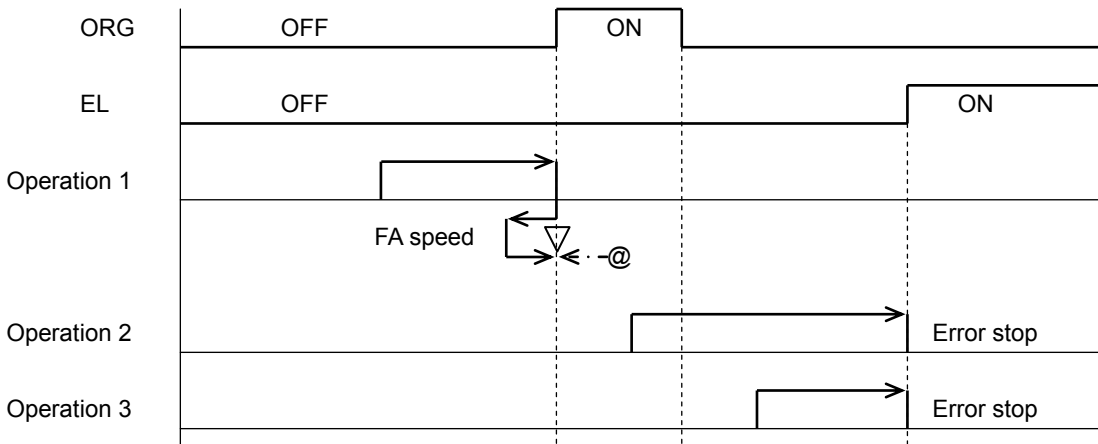 ORG OFF ON
EL OFF ON
Operation 1
FA speed
@
Operation 2 Error stop
Operation 3 Error stop